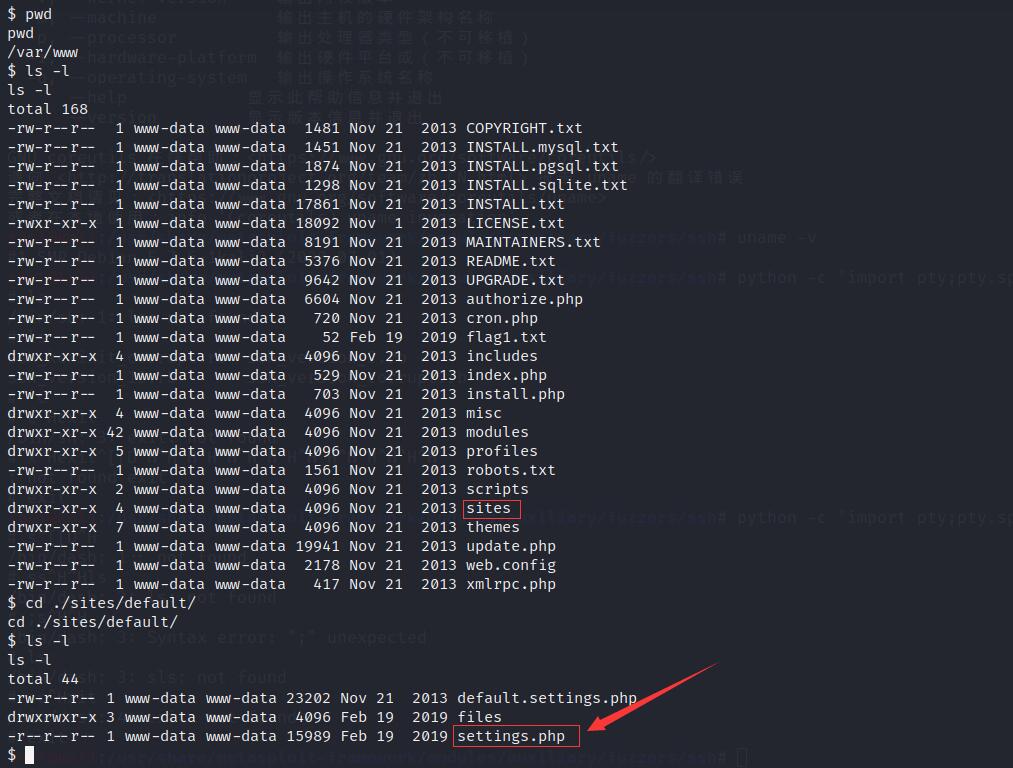 $ pwd
pwd
/var/www
$ ls -l
ls -l
total 168
-rw-r--r-- 1 www-data www-data 1481 Nov 21 2013 COPYRIGHT.txt
-rw-r--r-- 1 www-data www-data 1451 Nov 21 2013 INSTALL.mysql.txt
-rw-r--r-- 1 www-data www-data 1874 Nov 21 2013 INSTALL.pgsql.txt
-rw-r--r-- 1 www-data www-data 1298 Nov 21 2013 INSTALL.sqlite.txt
-rw-r--r-- 1 www-data www-data 17861 Nov 21 2013 INSTALL.txt
-rwxr-xr-x 1 www-data www-data 18092 Nov 1 2013 LICENSE.txt
-rw-r--r-- 1 www-data www-data 8191 Nov 21 2013 MAINTAINERS.txt
-rw-r--r-- 1 www-data www-data 5376 Nov 21 2013 README.txt
-rw-r--r-- 1 www-data www-data 9642 Nov 21 2013 UPGRADE.txt
-rw-r--r-- 1 www-data www-data 6604 Nov 21 2013 authorize.php
-rw-r--r-- 1 www-data www-data 720 Nov 21 2013 cron.php
-rw-r--r-- 1 www-data www-data 52 Feb 19 2019 flag1.txt
drwxr-xr-x 4 www-data www-data 4096 Nov 21 2013 includes
-rw-r--r-- 1 www-data www-data 529 Nov 21 2013 index.php
-rw-r--r-- 1 www-data www-data 703 Nov 21 2013 install.php
drwxr-xr-x 4 www-data www-data 4096 Nov 21 2013 misc
drwxr-xr-x 42 www-data www-data 4096 Nov 21 2013 modules
drwxr-xr-x 5 www-data www-data 4096 Nov 21 2013 profiles
-rw-r--r-- 1 www-data www-data 1561 Nov 21 2013 robots.txt
drwxr-xr-x 2 www-data www-data 4096 Nov 21 2013 scripts
drwxr-xr-x 4 www-data www-data 4096 Nov 21 2013 sites
drwxr-xr-x 7 www-data www-data 4096 Nov 21 2013 themes
-rw-r--r-- 1 www-data www-data 19941 Nov 21 2013 update.php
-rw-r--r-- 1 www-data www-data 2178 Nov 21 2013 web.config
-rw-r--r-- 1 www-data www-data 417 Nov 21 2013 xmlrpc.php
$ cd ./sites/default/
cd ./sites/default/
$ ls -l
ls -l
total 44
-rw-r--r-- 1 www-data www-data 23202 Nov 21 2013 default.settings.php
drwxrwxr-x 3 www-data www-data 4096 Feb 19 2019 files
-r--r--r-- 1 www-data www-data 15989 Feb 19 2019 settings.php
$